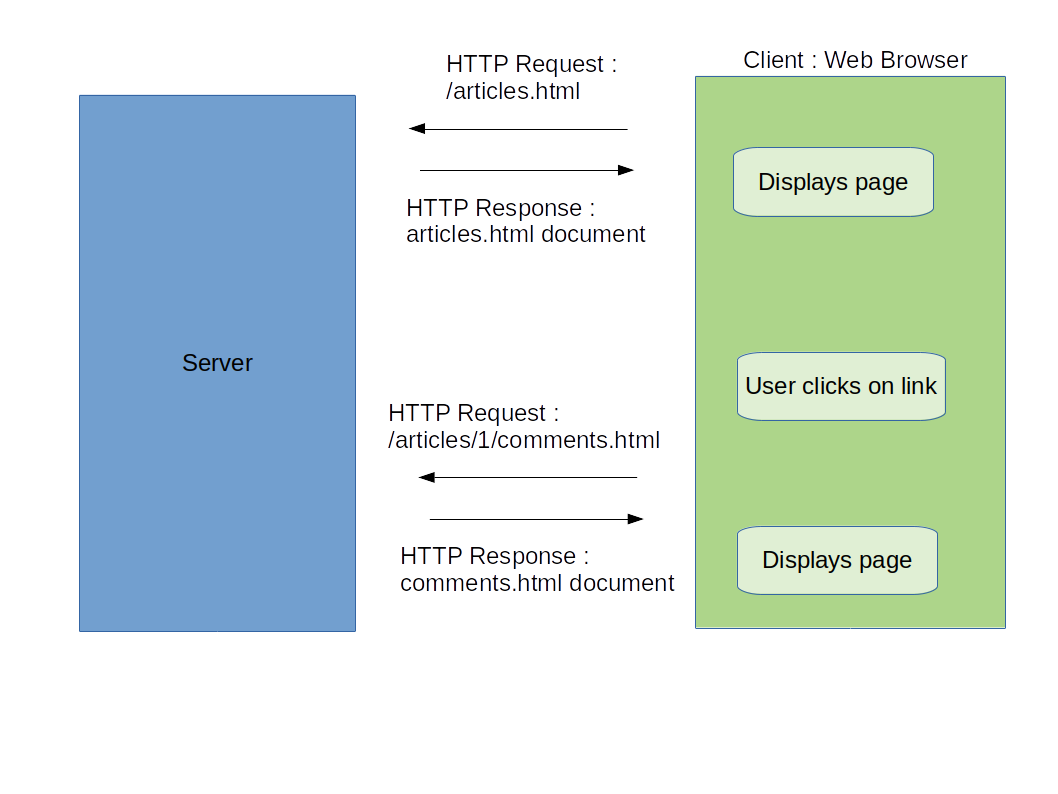 Client : Web Browser
HTTP Request :
/articles.html
Displays page
HTTP Response :
articles.html document
Server
User clicks on link
HTTP Request :
/articles/1/comments.html
HTTP Response :
comments.html document
Displays page